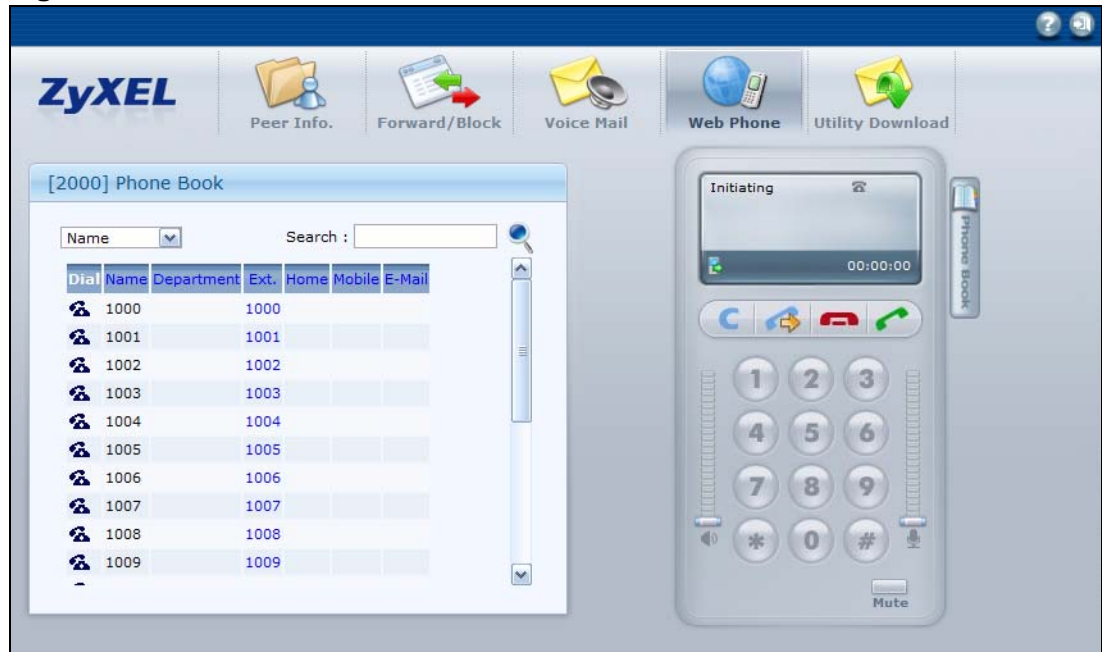 ZyXEL
Peer Info. Forward/Block Voice Mail Web Phone Utility Download
[2000] Phone Book
Name Search :
Dial Name Department Ext. Home Mobile E-Mail
1000 1000
1001 1001
1002 1002
1003 1003
1004 1004
1005 1005
1006 1006
1007 1007
1008 1008
1009 1009
Initiating
00:00:00
Phone Book
C
1 2 3
4 5 6
7 8 9
* 0 #
Mute